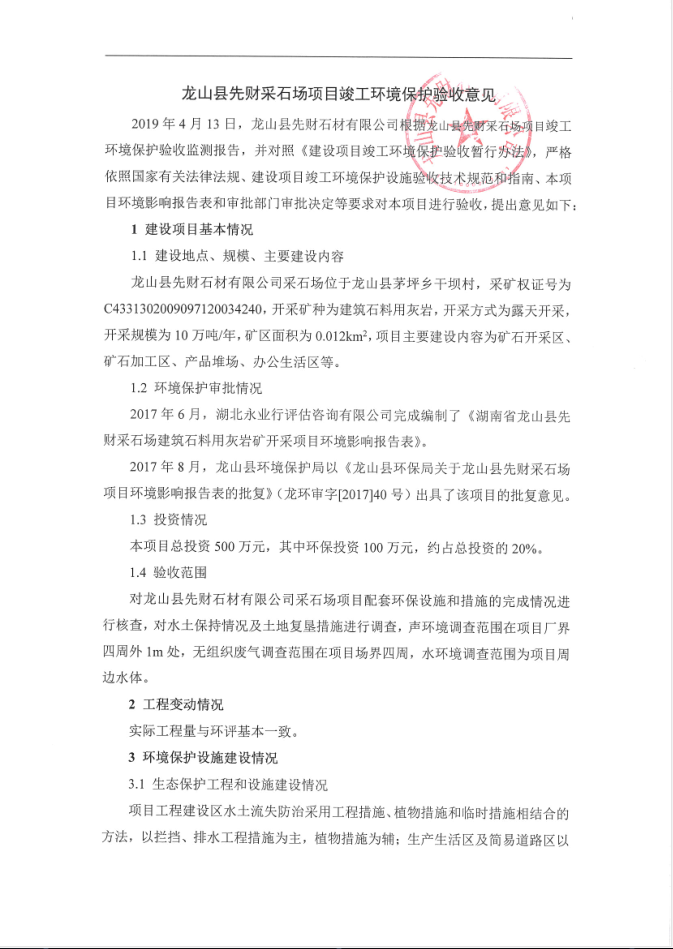 龙山县先财采石场项目竣工环境保护验收意见
2019 年 4 月 13 日，龙山县先财石材有限公司根据龙山县先财采石场项目竣工
环境保护验收监测报告，并对照《建设项目竣工环境保护验收暂行办法》，严格
依照国家有关法律法规、建设项目竣工环境保护设施验收技术规范和指南、本项
目环境影响报告表和审批部门审批决定等要求对本项目进行验收，提出意见如下：
1 建设项目基本情况
1.1 建设地点、规模、主要建设内容
龙山县先财石材有限公司采石场位于龙山县茅坪乡干坝村，采矿权证号为
C4331302009097120034240，开采矿种为建筑石料用灰岩，开采方式为露天开采，
开采规模为 10 万吨/年，矿区面积为 0.012km²，项目主要建设内容为矿石开采区、
矿石加工区、产品堆场、办公生活区等。
1.2 环境保护审批情况
2017 年 6 月，湖北永业行评估咨询有限公司完成编制了《湖南省龙山县先
财采石场建筑石料用灰岩矿开采项目环境影响报告表》。
2017 年 8 月，龙山县环境保护局以《龙山县环保局关于龙山县先财采石场
项目环境影响报告表的批复》（龙环审字[2017]40 号）出具了该项目的批复意见。
1.3 投资情况
本项目总投资 500 万元，其中环保投资 100 万元，约占总投资的 20%。
1.4 验收范围
对龙山县先财石材有限公司采石场项目配套环保设施和措施的完成情况进
行核查，对水土保持情况及土地复垦措施进行调查，声环境调查范围在项目厂界
四周外 1m 处，无组织废气调查范围在项目场界四周，水环境调查范围为项目周
边水体。
2 工程变动情况
实际工程量与环评基本一致。
3 环境保护设施建设情况
3.1 生态保护工程和设施建设情况
项目工程建设区水土流失防治采用工程措施、植物措施和临时措施相结合的
方法，以拦挡、排水工程措施为主，植物措施为辅；生产生活区及简易道路区以